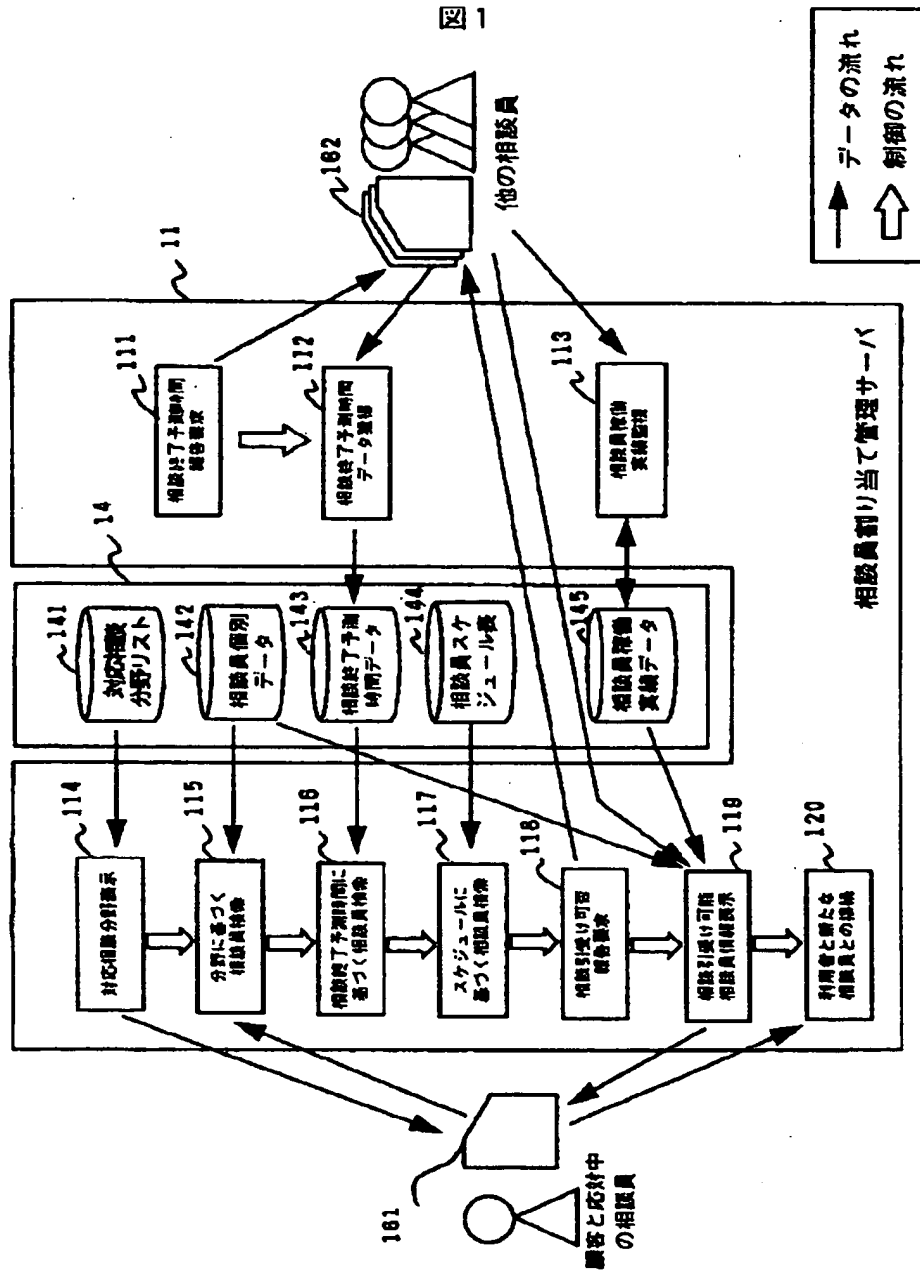 図1
11
111
相談終了予測時間
報告要求
112
相談終了予測時間
データ獲得
113
相談員稼働
実績監視
162
他の相談員
14
141
対応相談
分野リスト
142
相談員個別
データ
143
相談終了予測
時間データ
144
相談員スケ
ジュール表
145
相談員稼働
実績データ
114
対応相談分野表示
115
分野に基づく
相談員検索
116
相談終了予測時間に
基づく相談員検索
117
スケジュールに
基づく相談員検索
118
相談引受け可否
報告要求
119
相談引受け可能
相談員情報表示
120
利用者と新たな
相談員との接続
相談員割り当て管理サーバ
161
顧客と応対中
の相談員
データの流れ
制御の流れ